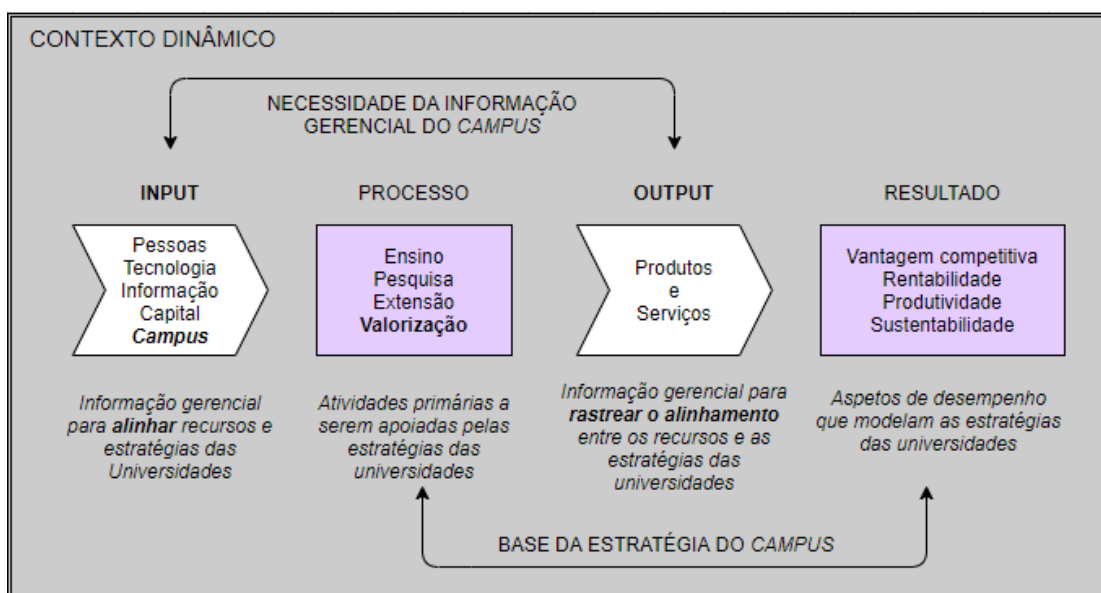 CONTEXTO DINÂMICO
NECESSIDADE DA INFORMAÇÃO
GERENCIAL DO CAMPUS
INPUT
Pessoas
Tecnologia
Informação
Capital
Campus
Informação gerencial
para alinhar recursos e
estratégias das
Universidades
PROCESSO
Ensino
Pesquisa
Extensão
Valorização
Atividades primárias a
serem apoiadas pelas
estratégias das
universidades
OUTPUT
Produtos
e
Serviços
Informação gerencial para
rastrear o alinhamento
entre os recursos e as
estratégias das
universidades
RESULTADO
Vantagem competitiva
Rentabilidade
Produtividade
Sustentabilidade
Aspetos de desempenho
que modelam as estratégias
das universidades
BASE DA ESTRATÉGIA DO CAMPUS